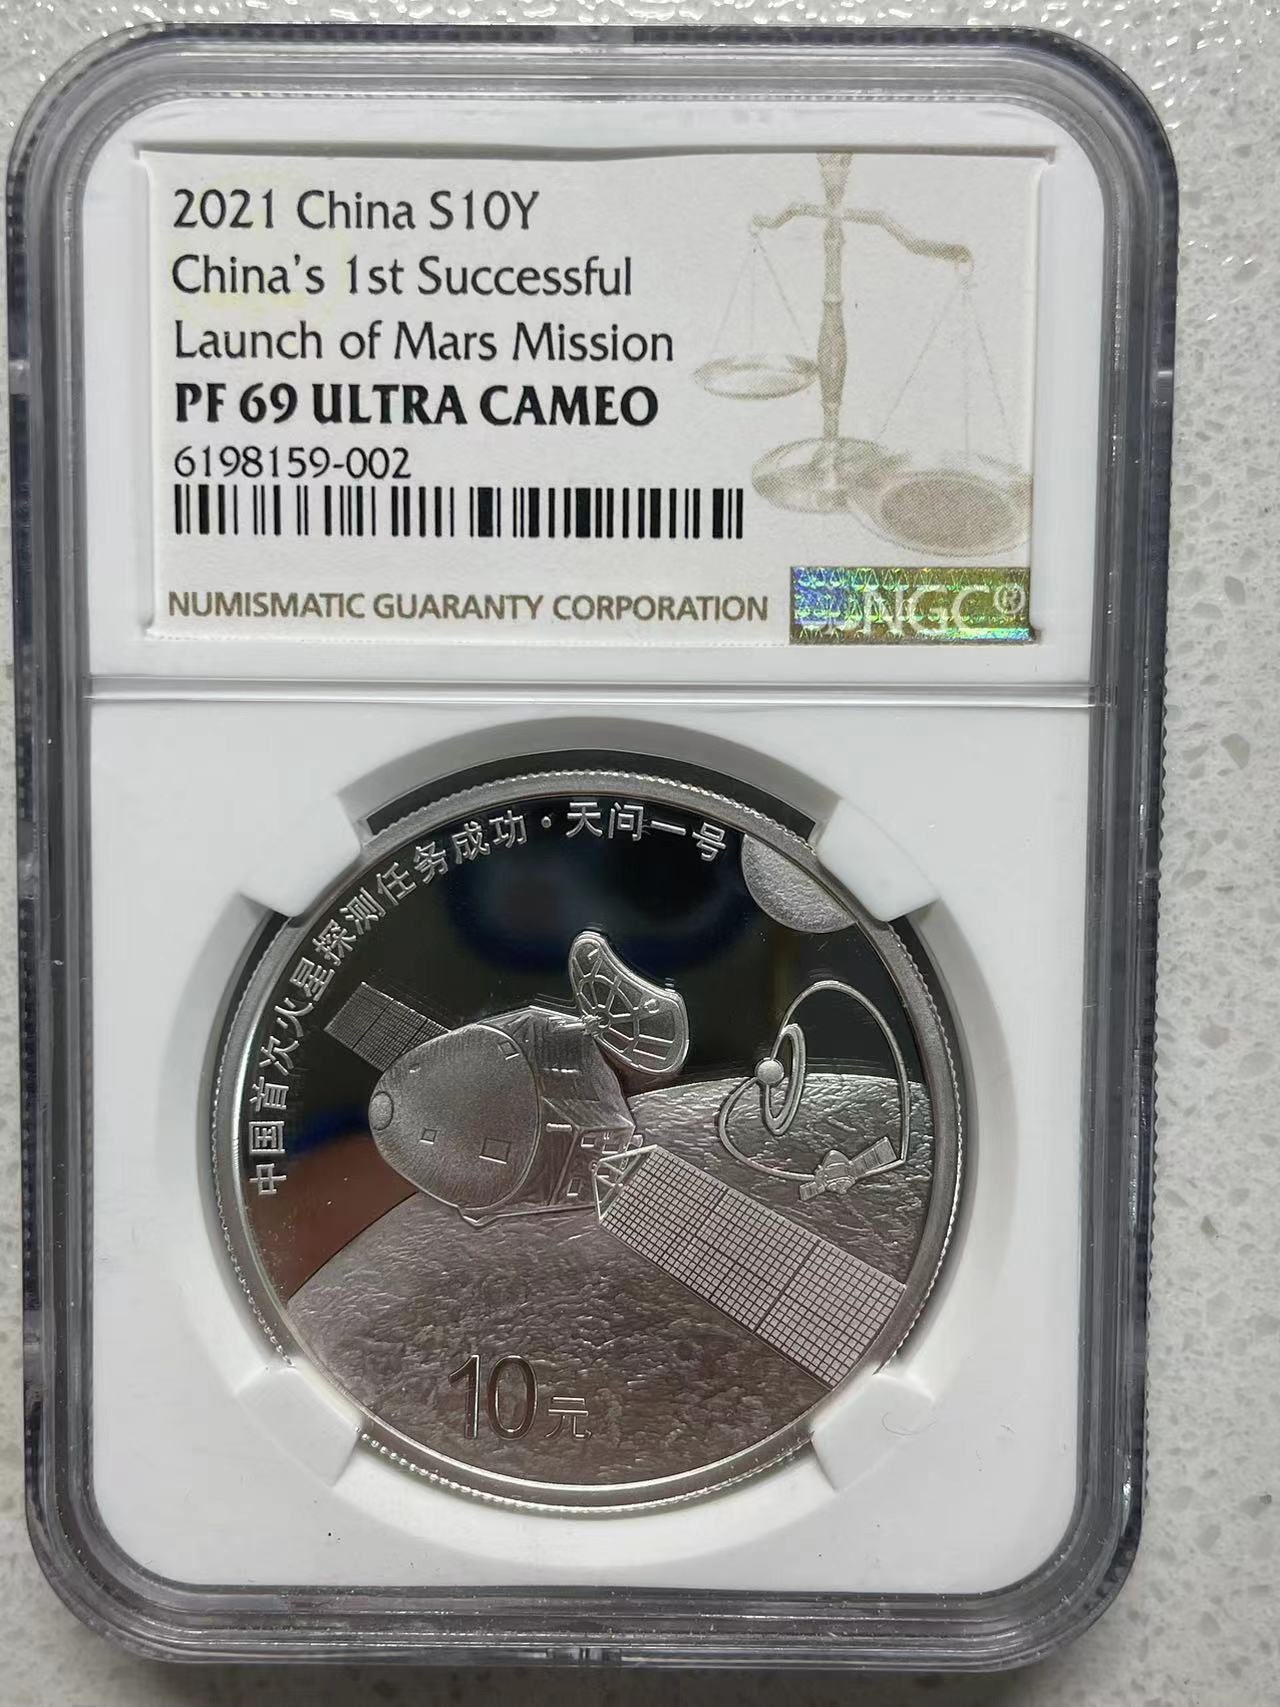 2021 China S10Y
China's 1st Successful
Launch of Mars Mission
PF 69 ULTRA CAMEO
6198159-002
NUMISMATIC GUARANTY CORPORATION
NGC®
中国首次火星探测任务成功·天问一号
10元